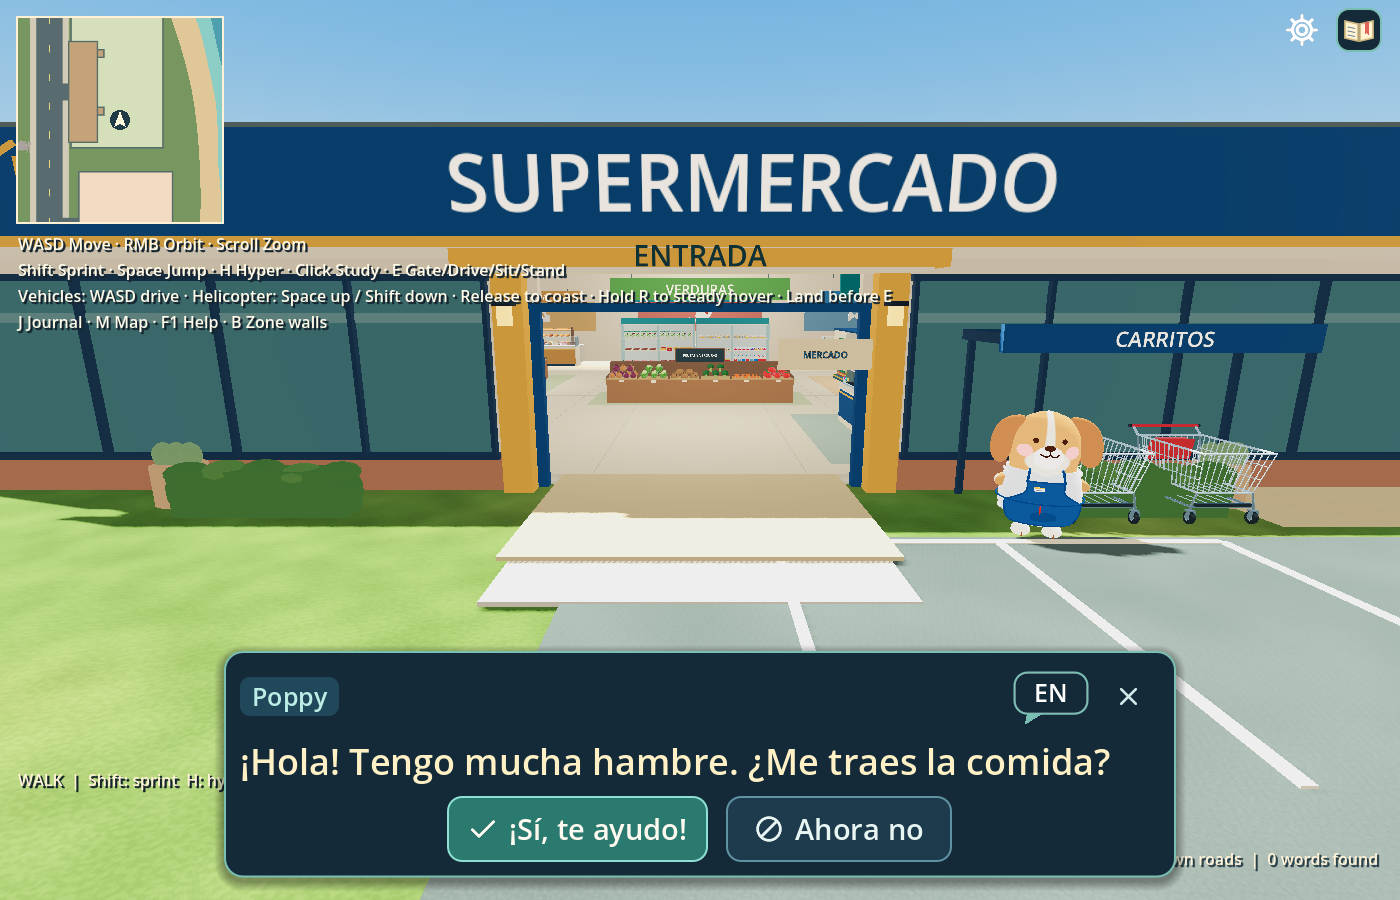 SUPERMERCADO
ENTRADA
WASD Move · RMB Orbit · Scroll Zoom
Shift Sprint · Space Jump · H Hyper · Click Study · E Gate/Drive/Sit/Stand
VERDURAS
Vehicles: WASD drive · Helicopter: Space up / Shift down · Release to coast · Hold R to steady hover · Land before E
J Journal · M Map · F1 Help · B Zone walls
CARRITOS
MERCADO
Poppy
EN
¡Hola! Tengo mucha hambre. ¿Me traes la comida?
WALK | Shift: sprint H: hy
¡Sí, te ayudo!
Ahora no
wn roads | 0 words found